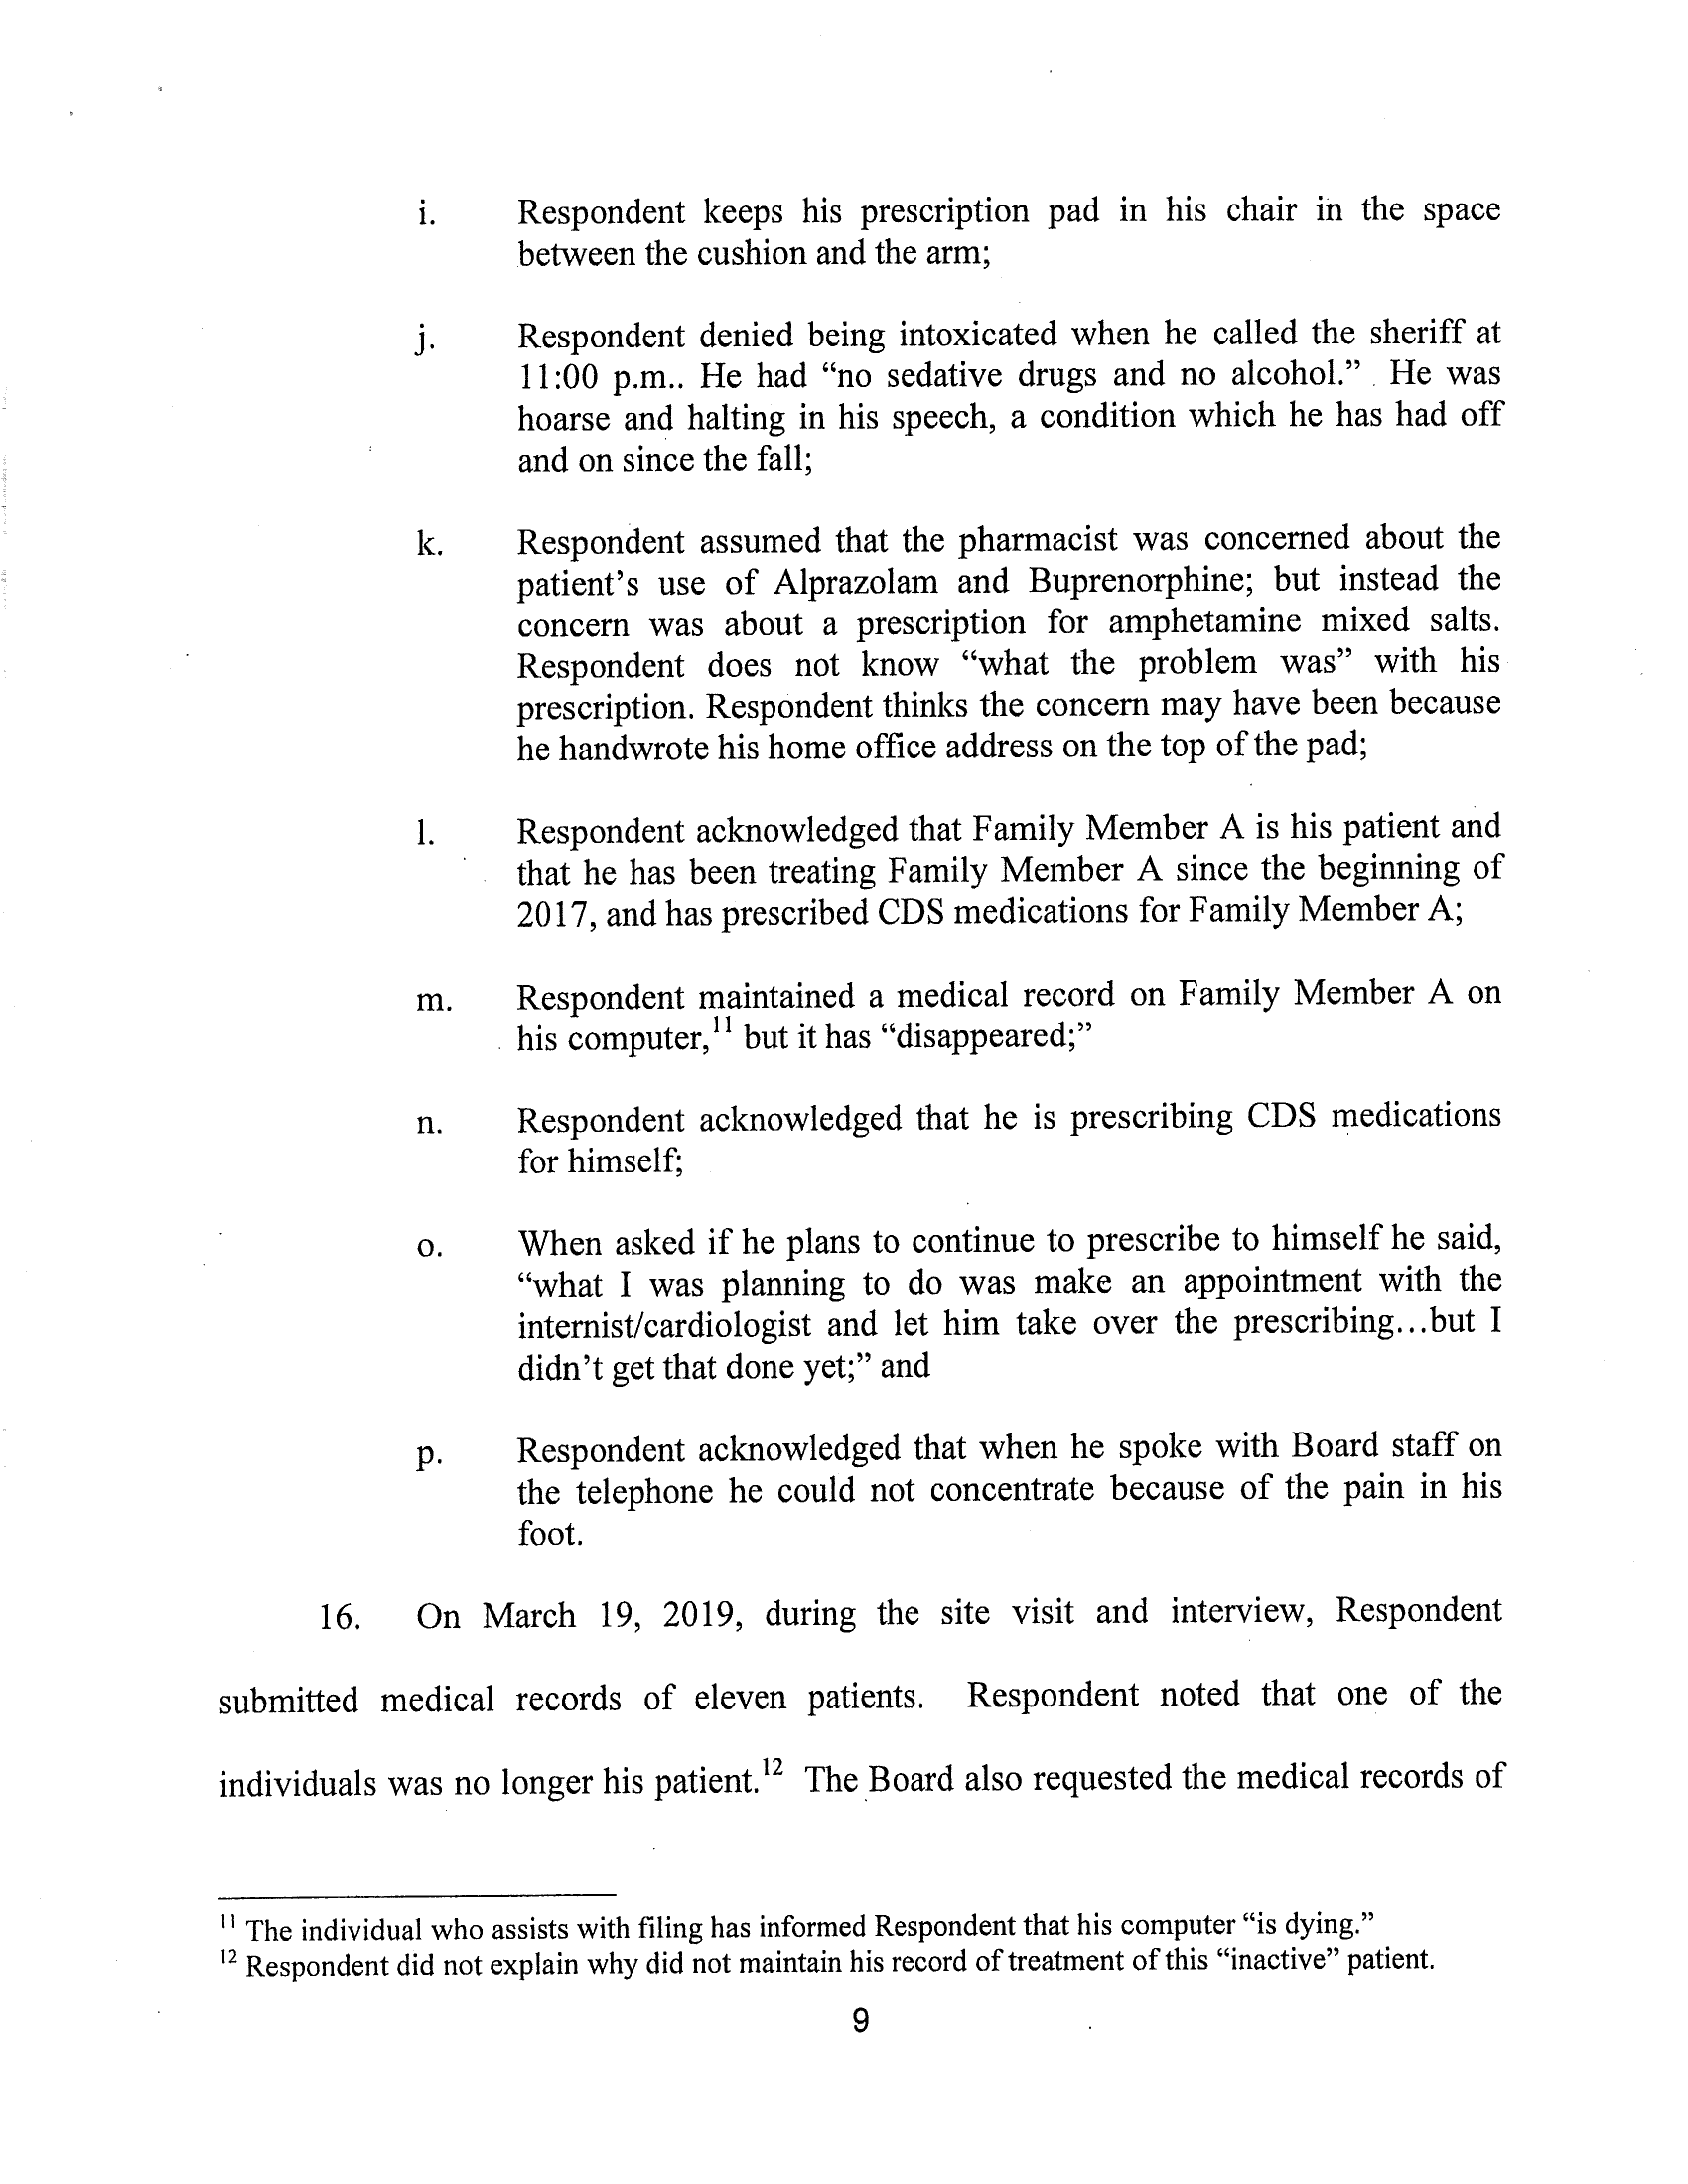 i. Respondent keeps his prescription pad in his chair in the space
between the cushion and the arm;
j. Respondent denied being intoxicated when he called the sheriff at
11:00 p.m.. He had “no sedative drugs and no alcohol.” He was
hoarse and halting in his speech, a condition which he has had off
and on since the fall;
k. Respondent assumed that the pharmacist was concerned about the
patient’s use of Alprazolam and Buprenorphine; but instead the
concern was about a prescription for amphetamine mixed salts.
Respondent does not know “what the problem was” with his
prescription. Respondent thinks the concern may have been because
he handwrote his home office address on the top of the pad;
l. Respondent acknowledged that Family Member A is his patient and
that he has been treating Family Member A since the beginning of
2017, and has prescribed CDS medications for Family Member A;
m. Respondent maintained a medical record on Family Member A on
his computer,11 but it has “disappeared;”
n. Respondent acknowledged that he is prescribing CDS medications
for himself;
o. When asked if he plans to continue to prescribe to himself he said,
“what I was planning to do was make an appointment with the
internist/cardiologist and let him take over the prescribing...but I
didn’t get that done yet;” and
p. Respondent acknowledged that when he spoke with Board staff on
the telephone he could not concentrate because of the pain in his
foot.
16. On March 19, 2019, during the site visit and interview, Respondent
submitted medical records of eleven patients. Respondent noted that one of the
individuals was no longer his patient.12 The Board also requested the medical records of
11 The individual who assists with filing has informed Respondent that his computer “is dying.”
12 Respondent did not explain why did not maintain his record of treatment of this “inactive” patient.
9